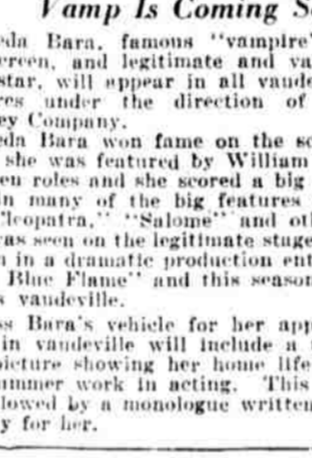 Vamp Is Coming S
eda Bara, famous "vampire"
creen, and legitimate and va
star, will appear in all vaude
res under the direction of
ey Company.
eda Bara won fame on the sc
she was featured by William
en roles and she scored a big
in many of the big features
Cleopatra," "Salome" and ot
as seen on the legitimate stage
n in a dramatic production ent
Blue Flame" and this season
s vaudeville.
ss Bara's vehicle for her app
in vaudeville will include a
picture showing her home life
ummer work in acting. This
llowed by a monologue written
y for her.